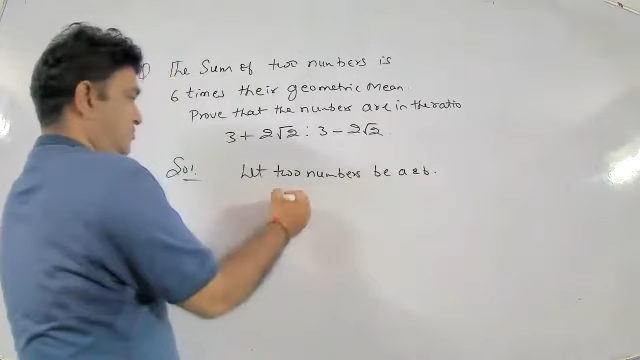 The Sum of two numbers is
6 times their geometric Mean.
Prove that the numbers are in the ratio
3 + 2√2 : 3 - 2√2
Sol. Let two numbers be a & b.